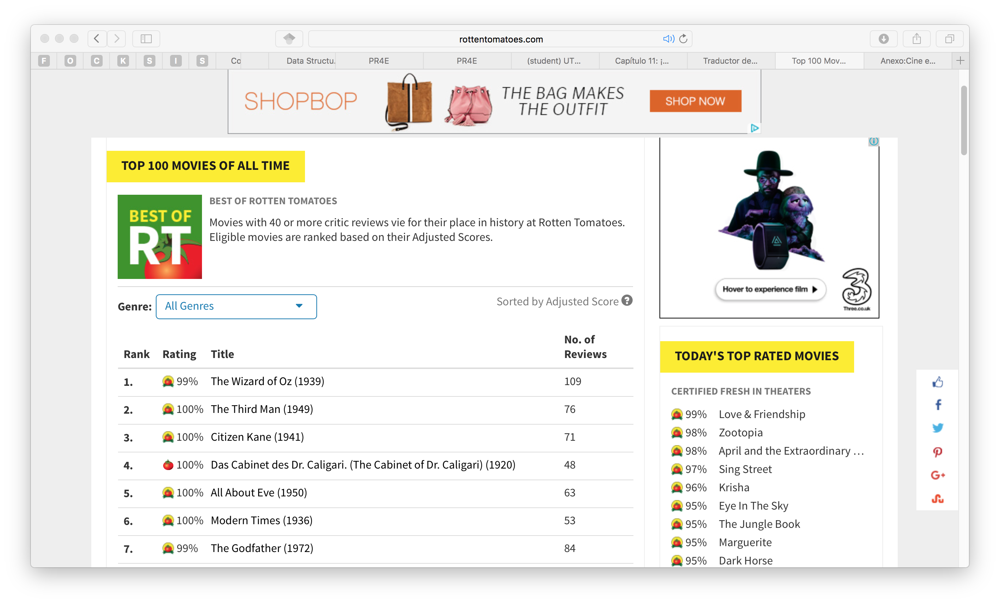 rottentomatoes.com
F O C K S I S Co Data Structu. PR4E PR4E (student) UT... Capítulo 11: ¡... Traductor de... Top 100 Mov... Anexo:Cine e...
SHOPBOP
THE BAG MAKES
THE OUTFIT
SHOP NOW
TOP 100 MOVIES OF ALL TIME
BEST OF
RT
BEST OF ROTTEN TOMATOES
Movies with 40 or more critic reviews vie for their place in history at Rotten Tomatoes.
Eligible movies are ranked based on their Adjusted Scores.
Genre: All Genres
Sorted by Adjusted Score ?
Rank Rating Title No. of Reviews
1. 99% The Wizard of Oz (1939) 109
2. 100% The Third Man (1949) 76
3. 100% Citizen Kane (1941) 71
4. 100% Das Cabinet des Dr. Caligari. (The Cabinet of Dr. Caligari) (1920) 48
5. 100% All About Eve (1950) 63
6. 100% Modern Times (1936) 53
7. 99% The Godfather (1972) 84
Hover to experience film
3
Three.co.uk
TODAY'S TOP RATED MOVIES
CERTIFIED FRESH IN THEATERS
99% Love & Friendship
98% Zootopia
98% April and the Extraordinary ...
97% Sing Street
96% Krisha
95% Eye In The Sky
95% The Jungle Book
95% Marguerite
95% Dark Horse
f
G+